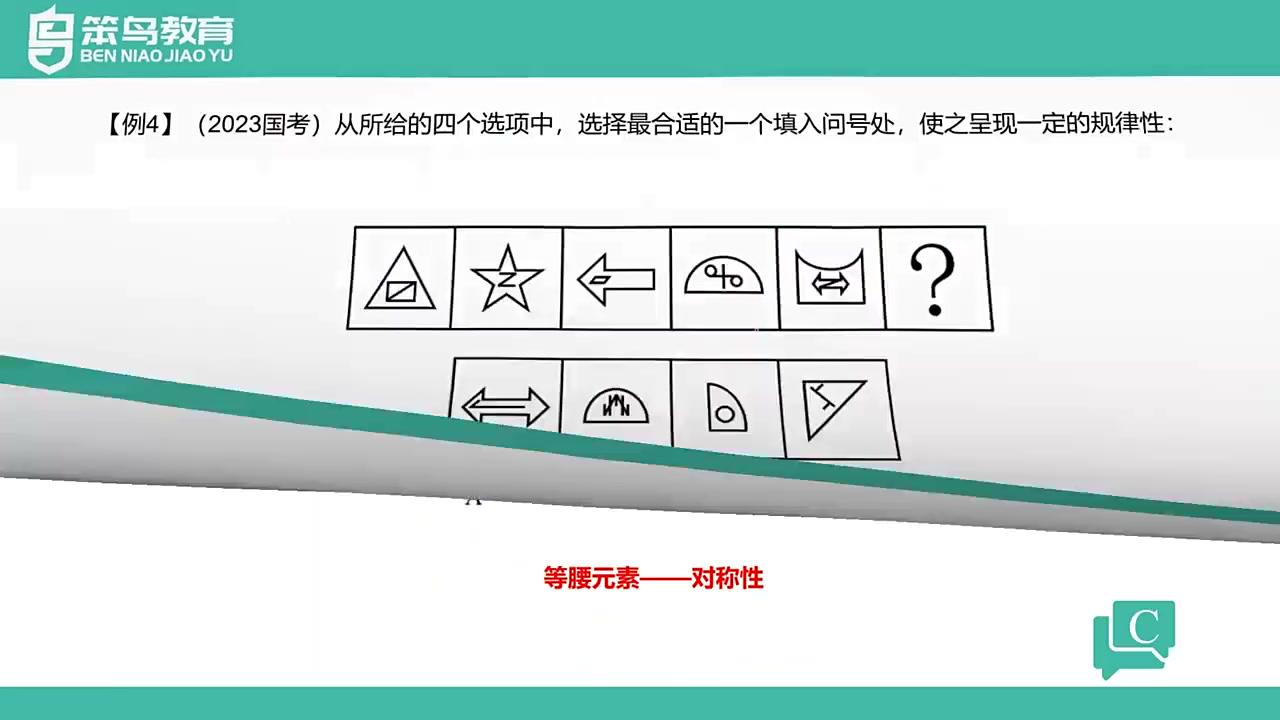 笨鸟教育
BEN NIAO JIAO YU
【例4】（2023国考）从所给的四个选项中，选择最合适的一个填入问号处，使之呈现一定的规律性：
?
A
等腰元素——对称性
C